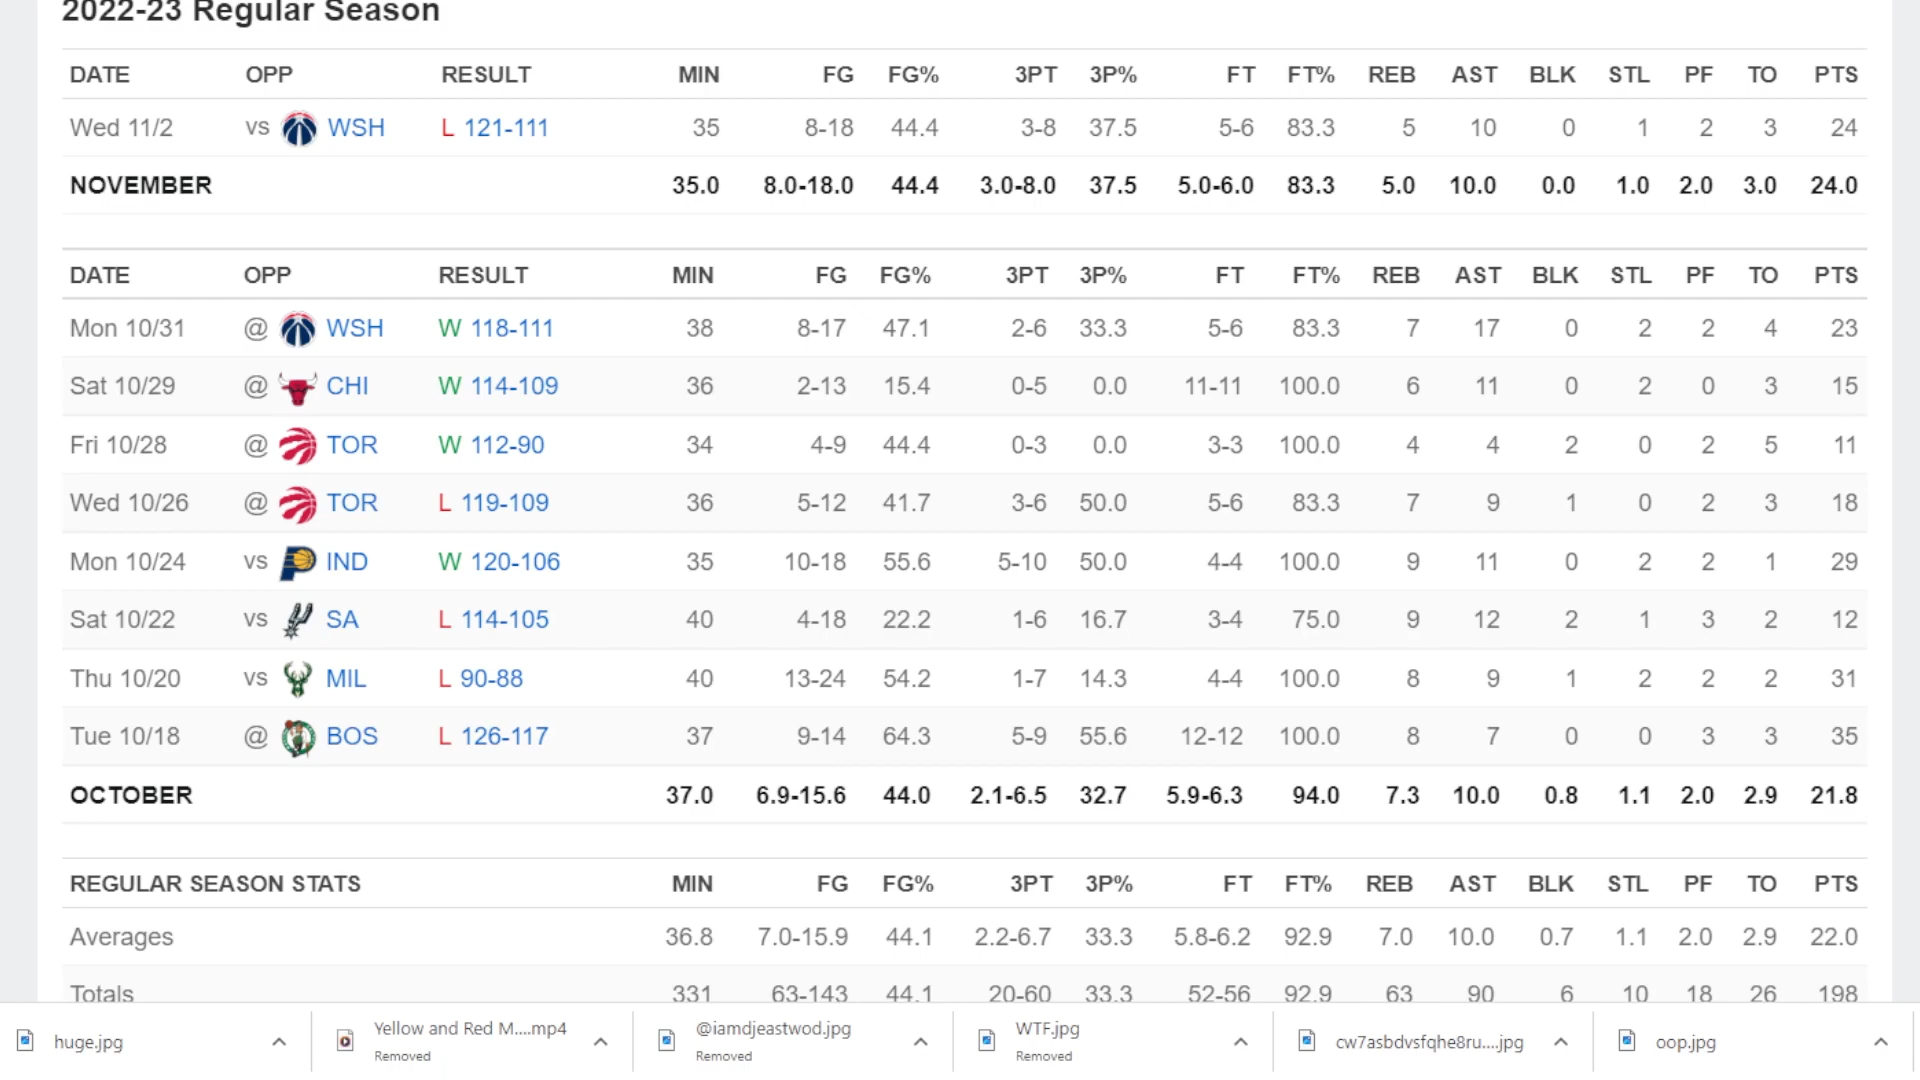 2022-23 Regular Season
DATE OPP RESULT MIN FG FG% 3PT 3P% FT FT% REB AST BLK STL PF TO PTS
Wed 11/2 vs WSH L 121-111 35 8-18 44.4 3-8 37.5 5-6 83.3 5 10 0 1 2 3 24
NOVEMBER 35.0 8.0-18.0 44.4 3.0-8.0 37.5 5.0-6.0 83.3 5.0 10.0 0.0 1.0 2.0 3.0 24.0
DATE OPP RESULT MIN FG FG% 3PT 3P% FT FT% REB AST BLK STL PF TO PTS
Mon 10/31 @ WSH W 118-111 38 8-17 47.1 2-6 33.3 5-6 83.3 7 17 0 2 2 4 23
Sat 10/29 @ CHI W 114-109 36 2-13 15.4 0-5 0.0 11-11 100.0 6 11 0 2 0 3 15
Fri 10/28 @ TOR W 112-90 34 4-9 44.4 0-3 0.0 3-3 100.0 4 4 2 0 2 5 11
Wed 10/26 @ TOR L 119-109 36 5-12 41.7 3-6 50.0 5-6 83.3 7 9 1 0 2 3 18
Mon 10/24 vs IND W 120-106 35 10-18 55.6 5-10 50.0 4-4 100.0 9 11 0 2 2 1 29
Sat 10/22 vs SA L 114-105 40 4-18 22.2 1-6 16.7 3-4 75.0 9 12 2 1 3 2 12
Thu 10/20 vs MIL L 90-88 40 13-24 54.2 1-7 14.3 4-4 100.0 8 9 1 2 2 2 31
Tue 10/18 @ BOS L 126-117 37 9-14 64.3 5-9 55.6 12-12 100.0 8 7 0 0 3 3 35
OCTOBER 37.0 6.9-15.6 44.0 2.1-6.5 32.7 5.9-6.3 94.0 7.3 10.0 0.8 1.1 2.0 2.9 21.8
REGULAR SEASON STATS MIN FG FG% 3PT 3P% FT FT% REB AST BLK STL PF TO PTS
Averages 36.8 7.0-15.9 44.1 2.2-6.7 33.3 5.8-6.2 92.9 7.0 10.0 0.7 1.1 2.0 2.9 22.0
Totals 331 63-143 44.1 20-60 33.3 52-56 92.9 63 90 6 10 18 26 198
huge.jpg Yellow and Red M....mp4 @iamdjeastwod.jpg WTF.jpg cw7asbdvsfqhe8ru....jpg oop.jpg
Removed Removed Removed